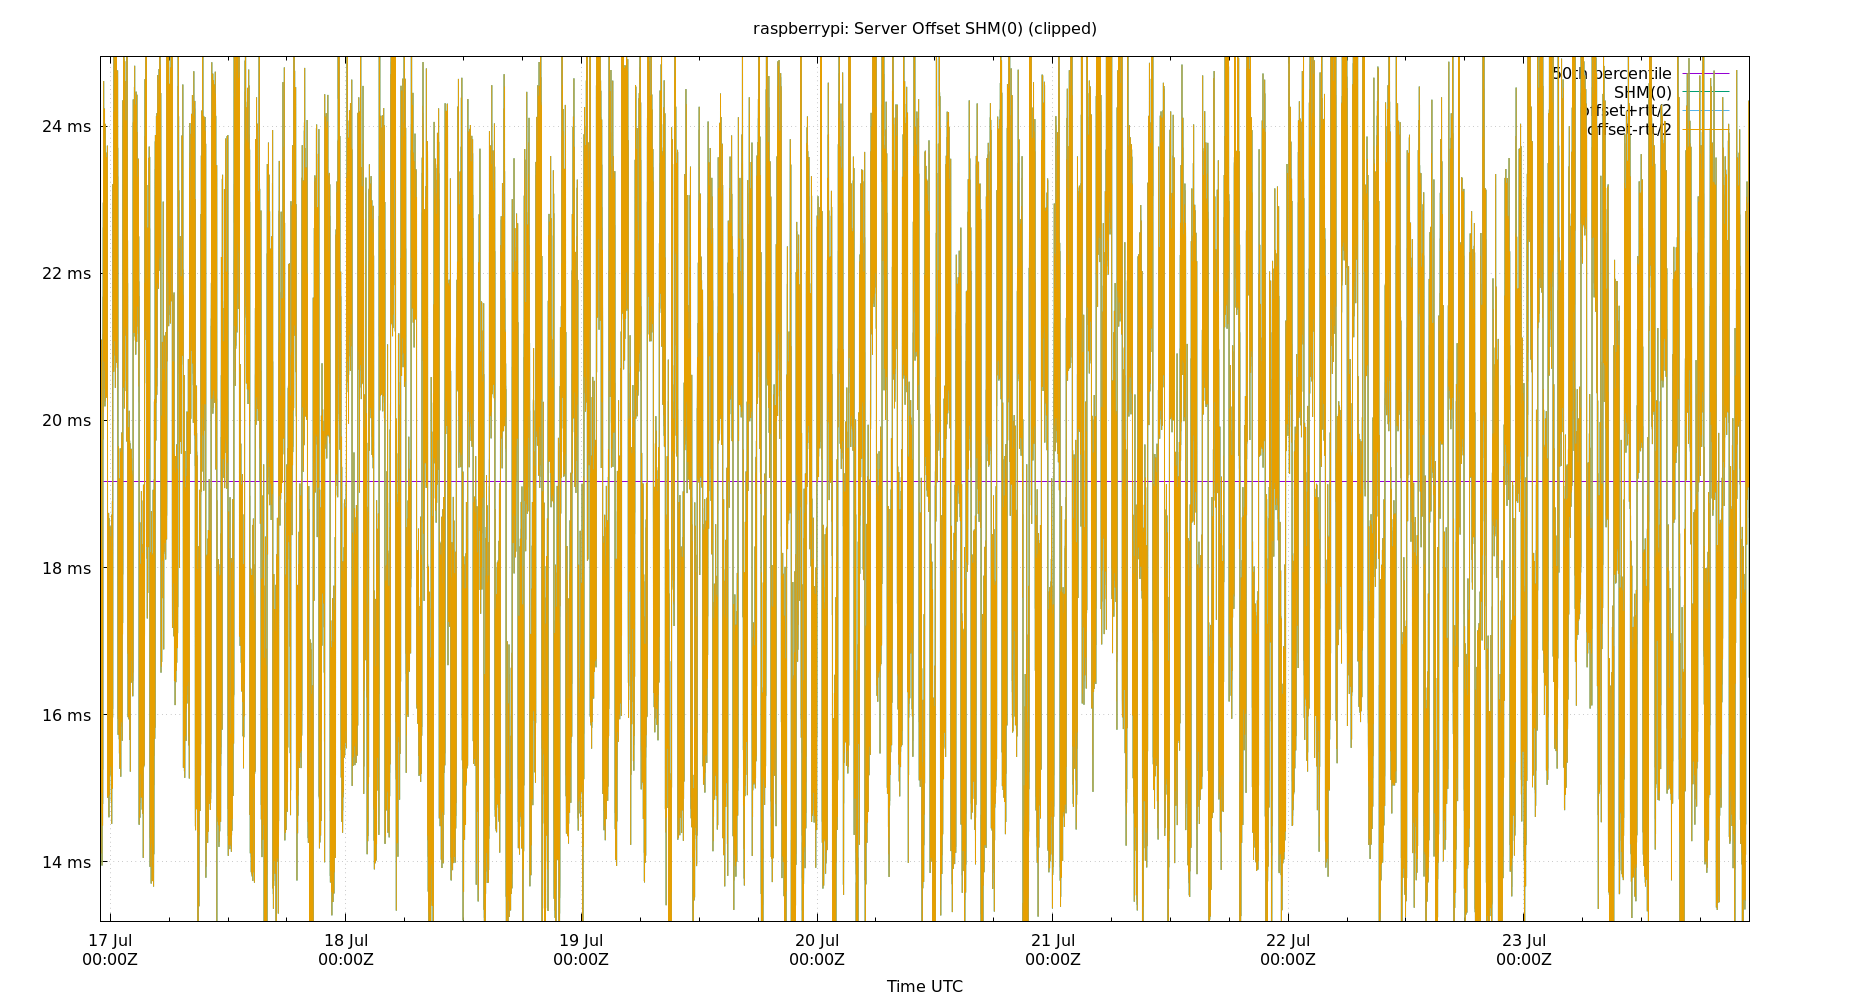 raspberrypi: Server Offset SHM(0) (clipped)
50th percentile
SHM(0)
offset+rtt/2
offset-rtt/2
24 ms
22 ms
20 ms
18 ms
16 ms
14 ms
17 Jul 18 Jul 19 Jul 20 Jul 21 Jul 22 Jul 23 Jul
00:00Z 00:00Z 00:00Z 00:00Z 00:00Z 00:00Z 00:00Z
Time UTC